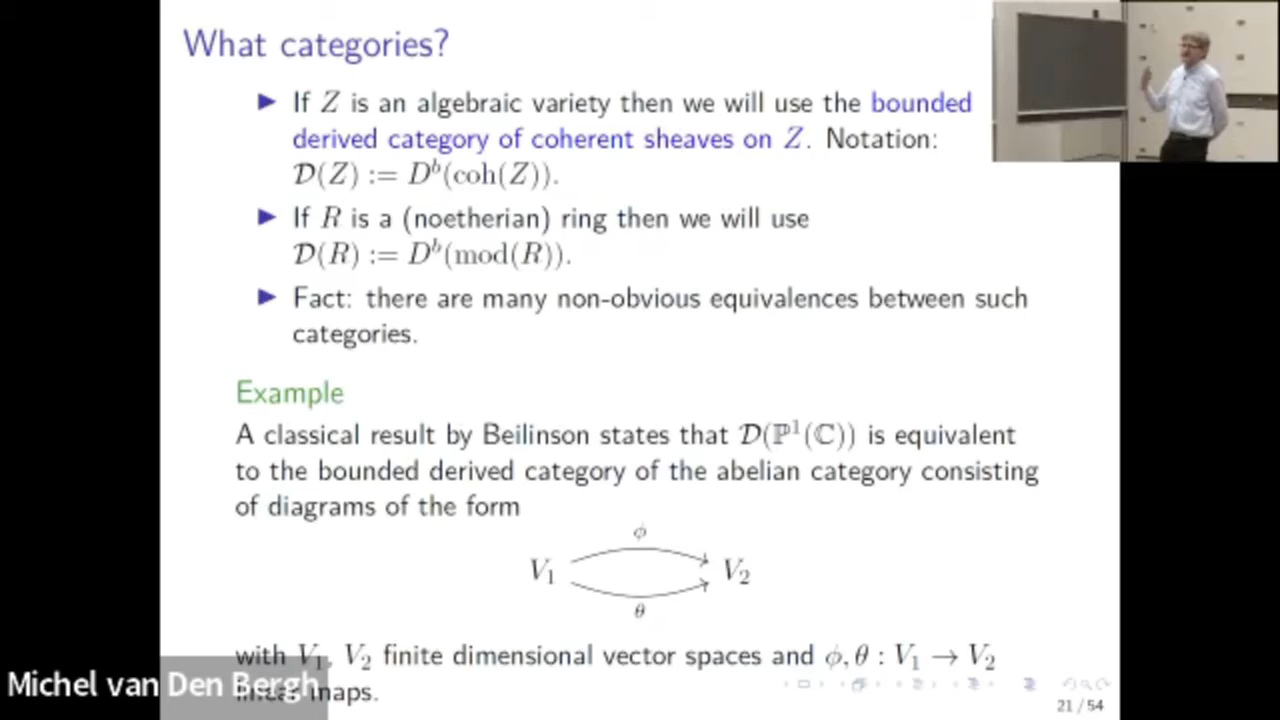 What categories?
▶ If Z is an algebraic variety then we will use the bounded
derived category of coherent sheaves on Z. Notation:
𝒟(Z) := Dᵇ(coh(Z)).
▶ If R is a (noetherian) ring then we will use
𝒟(R) := Dᵇ(mod(R)).
▶ Fact: there are many non-obvious equivalences between such
categories.
Example
A classical result by Beilinson states that 𝒟(ℙ¹(ℂ)) is equivalent
to the bounded derived category of the abelian category consisting
of diagrams of the form
ϕ
V₁ V₂
θ
with V₁, V₂ finite dimensional vector spaces and ϕ, θ : V₁ → V₂
linear maps.
Michel van Den Bergh
21 / 54